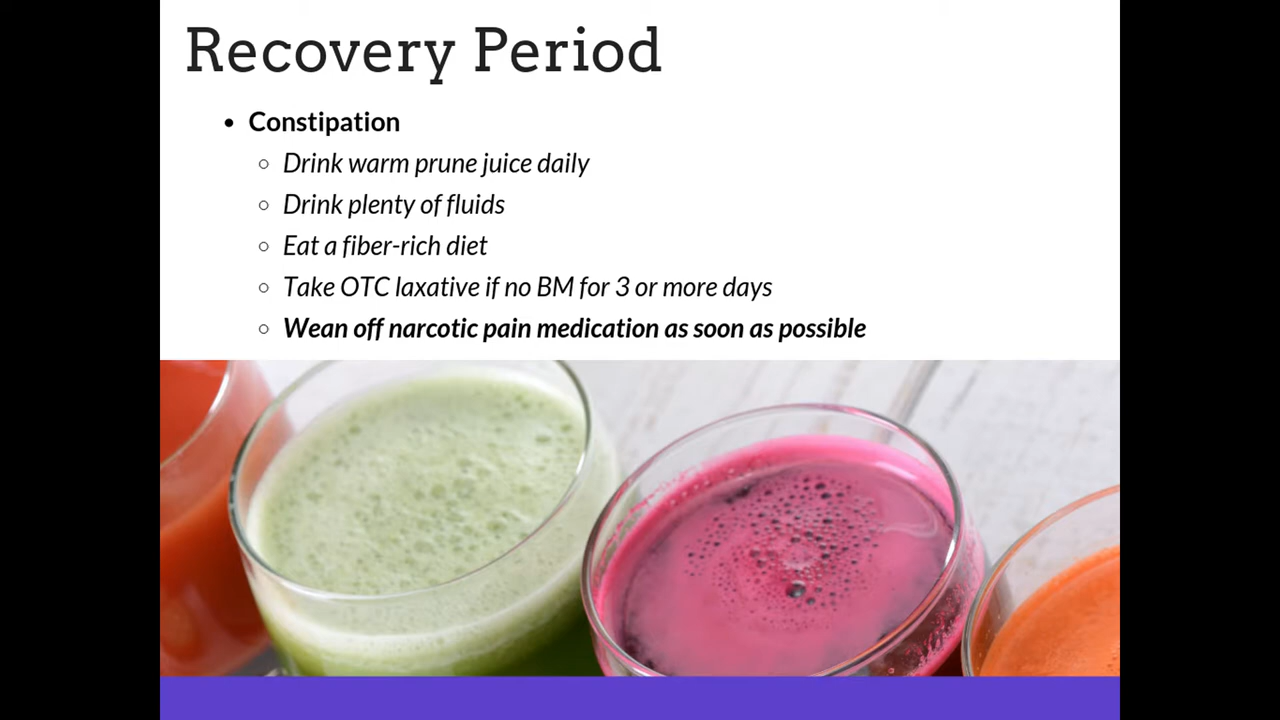 Recovery Period
• Constipation
○ Drink warm prune juice daily
○ Drink plenty of fluids
○ Eat a fiber-rich diet
○ Take OTC laxative if no BM for 3 or more days
○ Wean off narcotic pain medication as soon as possible